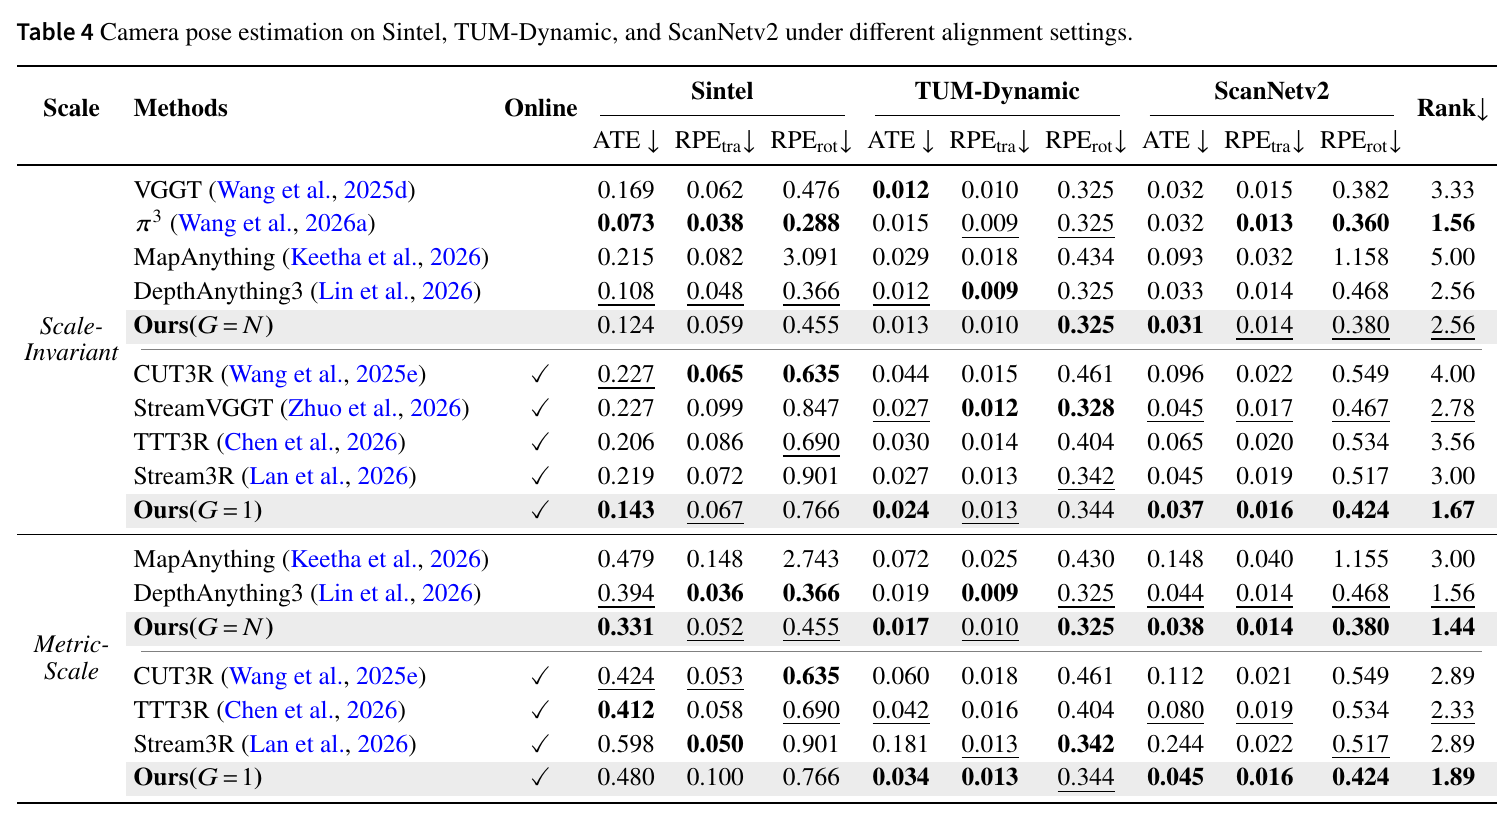 Table 4 Camera pose estimation on Sintel, TUM-Dynamic, and ScanNetv2 under different alignment settings.
Scale Methods Online Sintel TUM-Dynamic ScanNetv2 Rank↓
ATE ↓ RPEtra↓ RPErot↓ ATE ↓ RPEtra↓ RPErot↓ ATE ↓ RPEtra↓ RPErot↓
Scale-Invariant
VGGT (Wang et al., 2025d) 0.169 0.062 0.476 0.012 0.010 0.325 0.032 0.015 0.382 3.33
π³ (Wang et al., 2026a) 0.073 0.038 0.288 0.015 0.009 0.325 0.032 0.013 0.360 1.56
MapAnything (Keetha et al., 2026) 0.215 0.082 3.091 0.029 0.018 0.434 0.093 0.032 1.158 5.00
DepthAnything3 (Lin et al., 2026) 0.108 0.048 0.366 0.012 0.009 0.325 0.033 0.014 0.468 2.56
Ours(G = N) 0.124 0.059 0.455 0.013 0.010 0.325 0.031 0.014 0.380 2.56
CUT3R (Wang et al., 2025e) ✓ 0.227 0.065 0.635 0.044 0.015 0.461 0.096 0.022 0.549 4.00
StreamVGGT (Zhuo et al., 2026) ✓ 0.227 0.099 0.847 0.027 0.012 0.328 0.045 0.017 0.467 2.78
TTT3R (Chen et al., 2026) ✓ 0.206 0.086 0.690 0.030 0.014 0.404 0.065 0.020 0.534 3.56
Stream3R (Lan et al., 2026) ✓ 0.219 0.072 0.901 0.027 0.013 0.342 0.045 0.019 0.517 3.00
Ours(G = 1) ✓ 0.143 0.067 0.766 0.024 0.013 0.344 0.037 0.016 0.424 1.67
Metric-Scale
MapAnything (Keetha et al., 2026) 0.479 0.148 2.743 0.072 0.025 0.430 0.148 0.040 1.155 3.00
DepthAnything3 (Lin et al., 2026) 0.394 0.036 0.366 0.019 0.009 0.325 0.044 0.014 0.468 1.56
Ours(G = N) 0.331 0.052 0.455 0.017 0.010 0.325 0.038 0.014 0.380 1.44
CUT3R (Wang et al., 2025e) ✓ 0.424 0.053 0.635 0.060 0.018 0.461 0.112 0.021 0.549 2.89
TTT3R (Chen et al., 2026) ✓ 0.412 0.058 0.690 0.042 0.016 0.404 0.080 0.019 0.534 2.33
Stream3R (Lan et al., 2026) ✓ 0.598 0.050 0.901 0.181 0.013 0.342 0.244 0.022 0.517 2.89
Ours(G = 1) ✓ 0.480 0.100 0.766 0.034 0.013 0.344 0.045 0.016 0.424 1.89